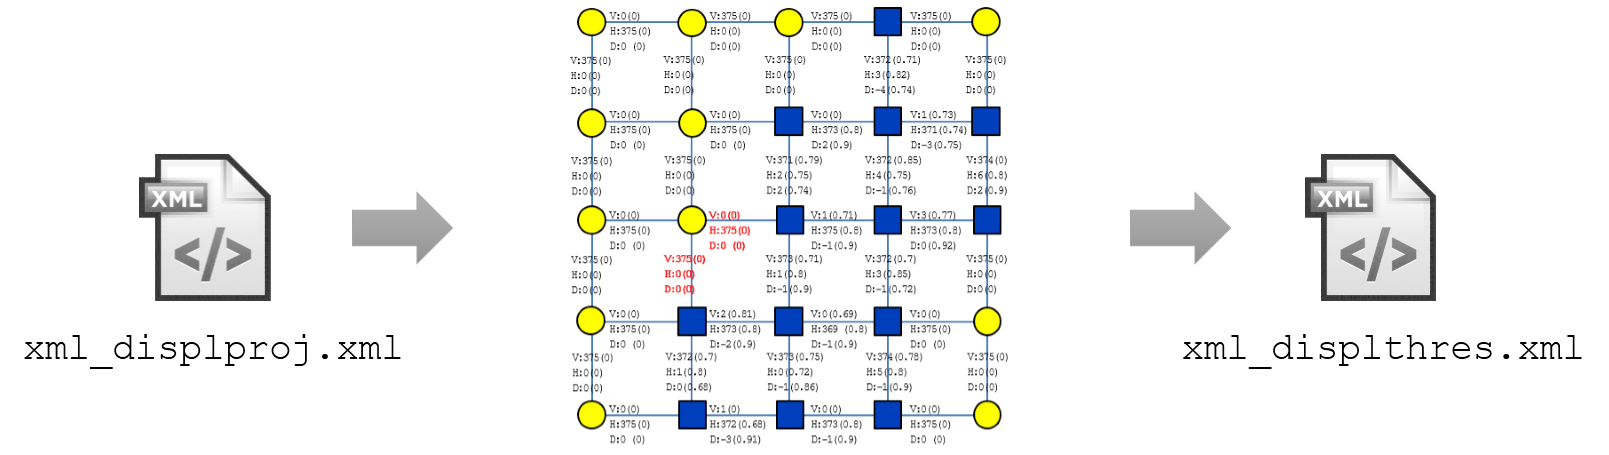 V:0(0) V:375(0) V:375(0) V:375(0)
H:375(0) H:0(0) H:0(0) H:0(0)
D:0 (0) D:0(0) D:0(0) D:0(0)
V:375(0) V:375(0) V:375(0) V:372(0.71) V:375(0)
H:0(0) H:0(0) H:0(0) H:3(0.82) H:0(0)
D:0(0) D:0(0) D:0(0) D:-4(0.74) D:0(0)
V:0(0) V:0(0) V:0(0) V:1(0.73)
H:375(0) H:375(0) H:373(0.8) H:371(0.74)
D:0 (0) D:0 (0) D:2(0.9) D:-3(0.75)
V:375(0) V:375(0) V:371(0.79) V:372(0.85) V:374(0)
H:0(0) H:0(0) H:2(0.75) H:4(0.75) H:6(0.8)
D:0(0) D:0(0) D:2(0.74) D:-1(0.76) D:2(0.9)
XML XML
</>  </>
V:0(0) V:0(0) V:1(0.71) V:3(0.77)
H:375(0) H:375(0) H:375(0.8) H:373(0.8)
D:0 (0) D:0 (0) D:-1(0.9) D:0(0.92)
V:375(0) V:375(0) V:373(0.71) V:372(0.7) V:375(0)
H:0(0) H:0(0) H:1(0.8) H:3(0.85) H:0(0)
D:0(0) D:0(0) D:-1(0.9) D:-1(0.72) D:0(0)
V:0(0) V:2(0.81) V:0(0.69) V:0(0)
H:375(0) H:373(0.8) H:369 (0.8) H:375(0)
D:0 (0) D:-2(0.9) D:-1(0.9) D:0 (0)
xml_displproj.xml xml_displthres.xml
V:375(0) V:372(0.7) V:373(0.75) V:374(0.78) V:375(0)
H:0(0) H:1(0.8) H:0(0.72) H:5(0.8) H:0(0)
D:0(0) D:0(0.68) D:-1(0.86) D:-1(0.9) D:0(0)
V:0(0) V:1(0) V:0(0) V:0(0)
H:375(0) H:372(0.68) H:373(0.8) H:375(0)
D:0 (0) D:-3(0.91) D:-1(0.9) D:0 (0)